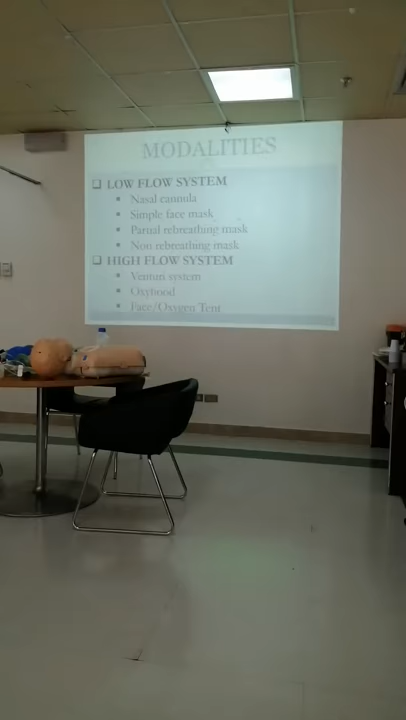 MODALITIES
LOW FLOW SYSTEM
Nasal cannula
Simple face mask
Partial rebreathing mask
Non rebreathing mask
HIGH FLOW SYSTEM
Venturi system
Oxyhood
Face/Oxygen Tent